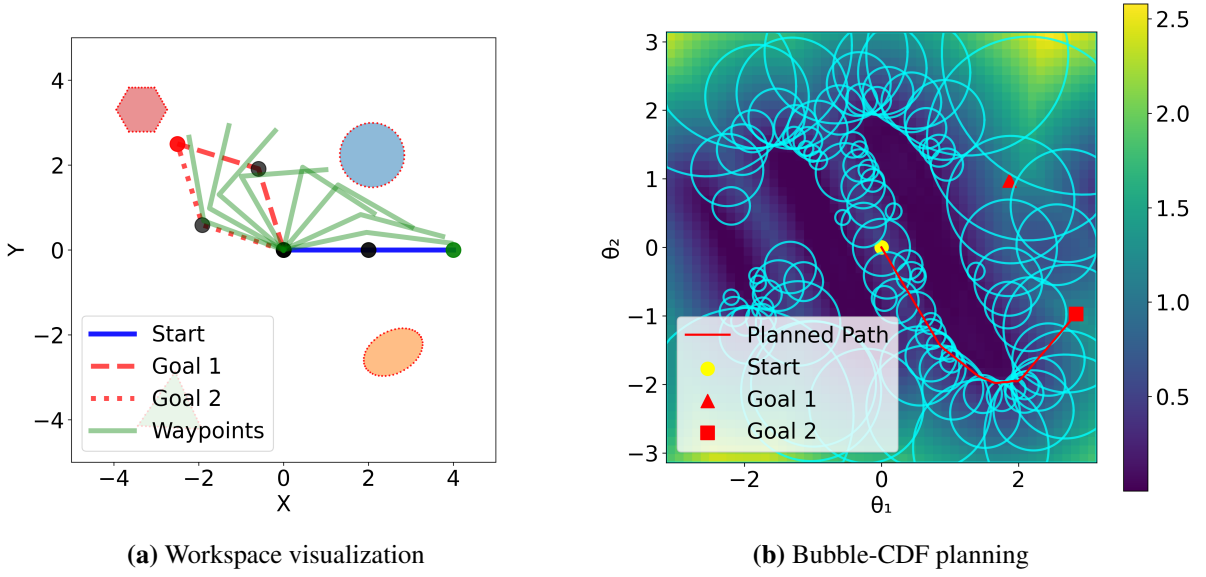 4
2
0
−2
−4
Y
−4
−2
0
2
4
X
Start
Goal 1
Goal 2
Waypoints
(a) Workspace visualization
3
2
1
0
−1
−2
−3
θ₂
−2
0
2
θ₁
Planned Path
Start
Goal 1
Goal 2
2.5
2.0
1.5
1.0
0.5
(b) Bubble-CDF planning